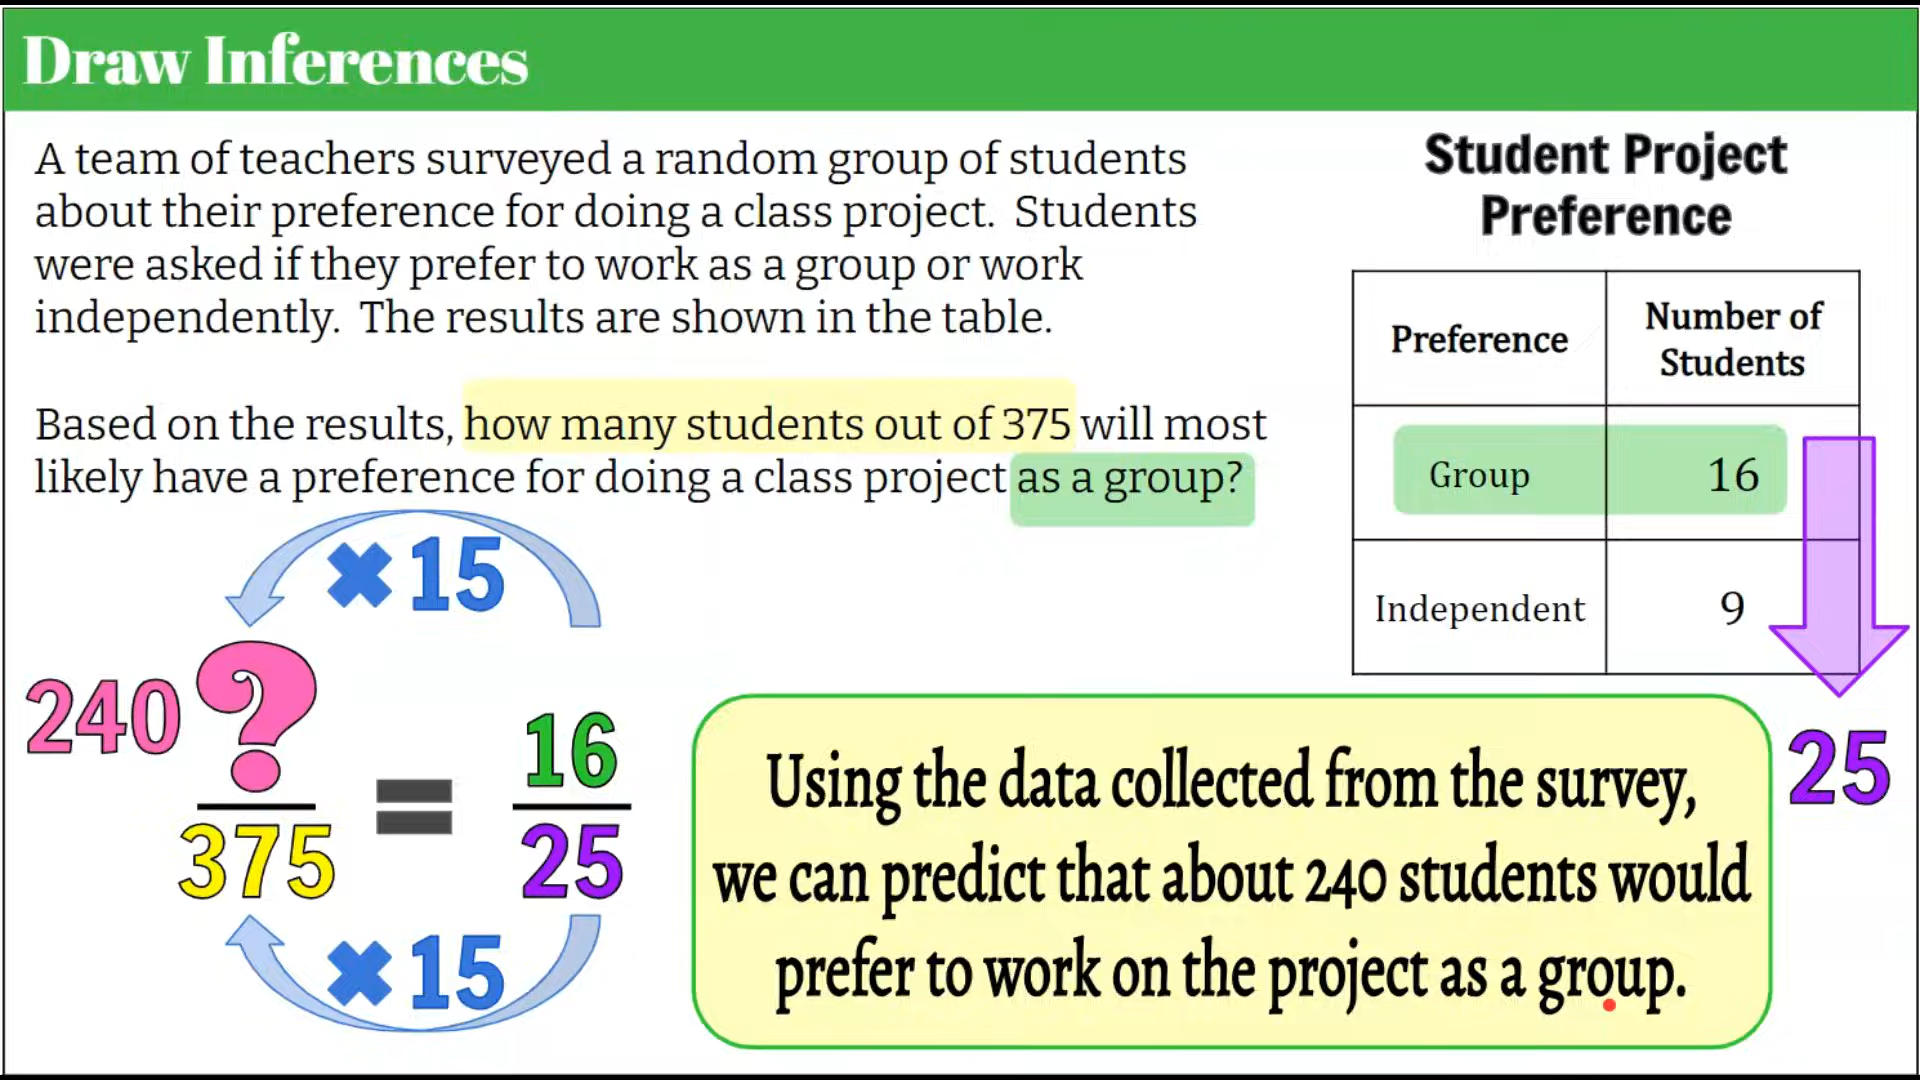 Draw Inferences
A team of teachers surveyed a random group of students
about their preference for doing a class project. Students
were asked if they prefer to work as a group or work
independently. The results are shown in the table.
Based on the results, how many students out of 375 will most
likely have a preference for doing a class project as a group?
Student Project
Preference
Preference
Number of
Students
Group 16
Independent 9
25
✖ 15
240 ?
375
=
16
25
✖ 15
Using the data collected from the survey,
we can predict that about 240 students would
prefer to work on the project as a group.